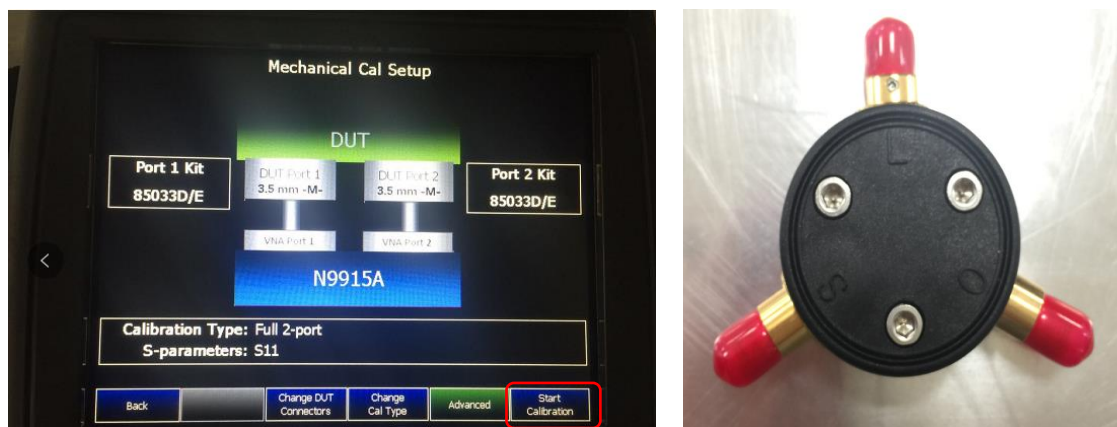 Mechanical Cal Setup
DUT
Port 1 Kit
85033D/E
DUT Port 1
3.5 mm -M-
DUT Port 2
3.5 mm -M-
Port 2 Kit
85033D/E
VNA Port 1
VNA Port 2
N9915A
Calibration Type: Full 2-port
S-parameters: S11
Back
Change DUT
Connectors
Change
Cal Type
Advanced
Start
Calibration
L
S
O